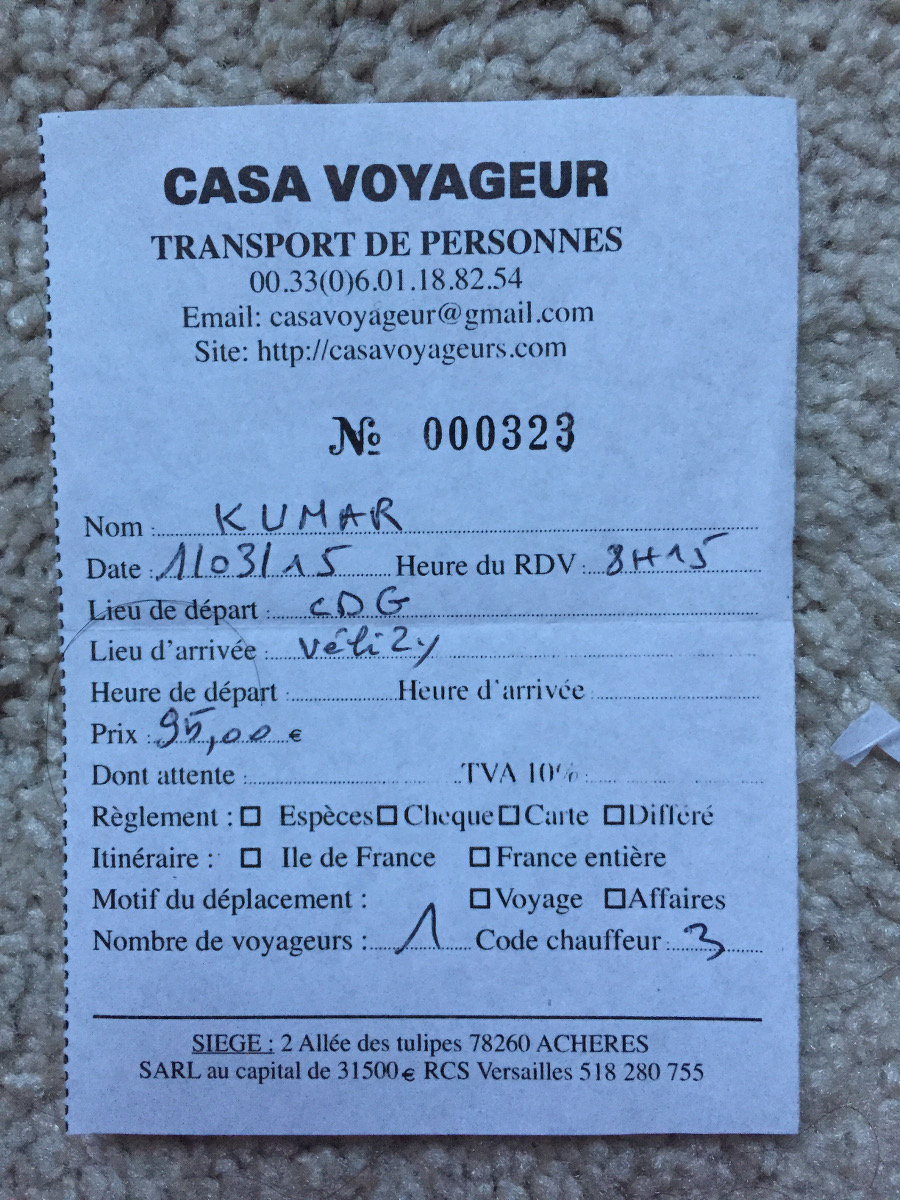 CASA VOYAGEUR
TRANSPORT DE PERSONNES
00.33(0)6.01.18.82.54
Email: casavoyageur@gmail.com
Site: http://casavoyageurs.com
№ 000323
Nom : KUMAR
Date : 1/03/15 Heure du RDV : 8H15
Lieu de départ : CDG
Lieu d'arrivée : Vélizy
Heure de départ : Heure d'arrivée :
Prix : 95,00 €
Dont attente : TVA 10% :
Règlement : □ Espèces □ Cheque □ Carte □ Différé
Itinéraire : □ Ile de France □ France entière
Motif du déplacement : □ Voyage □ Affaires
Nombre de voyageurs : 1 Code chauffeur : 3
SIEGE : 2 Allée des tulipes 78260 ACHERES
SARL au capital de 31500 € RCS Versailles 518 280 755